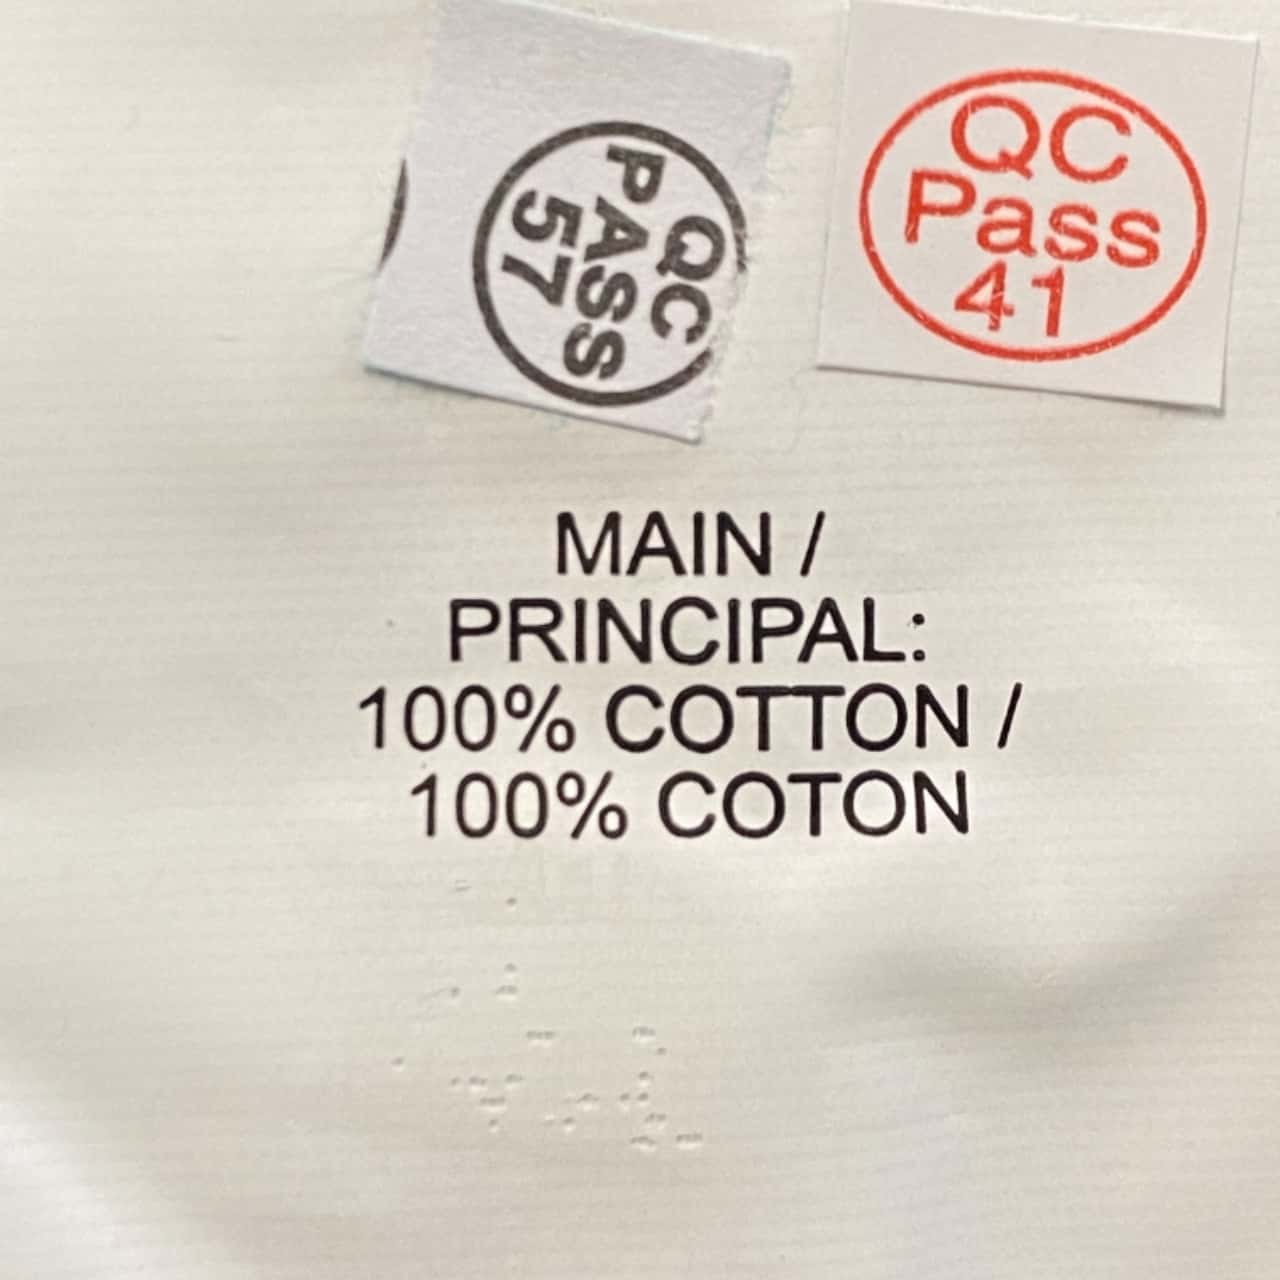 QC
PASS
57
QC
Pass
41
MAIN /
PRINCIPAL:
100% COTTON /
100% COTON